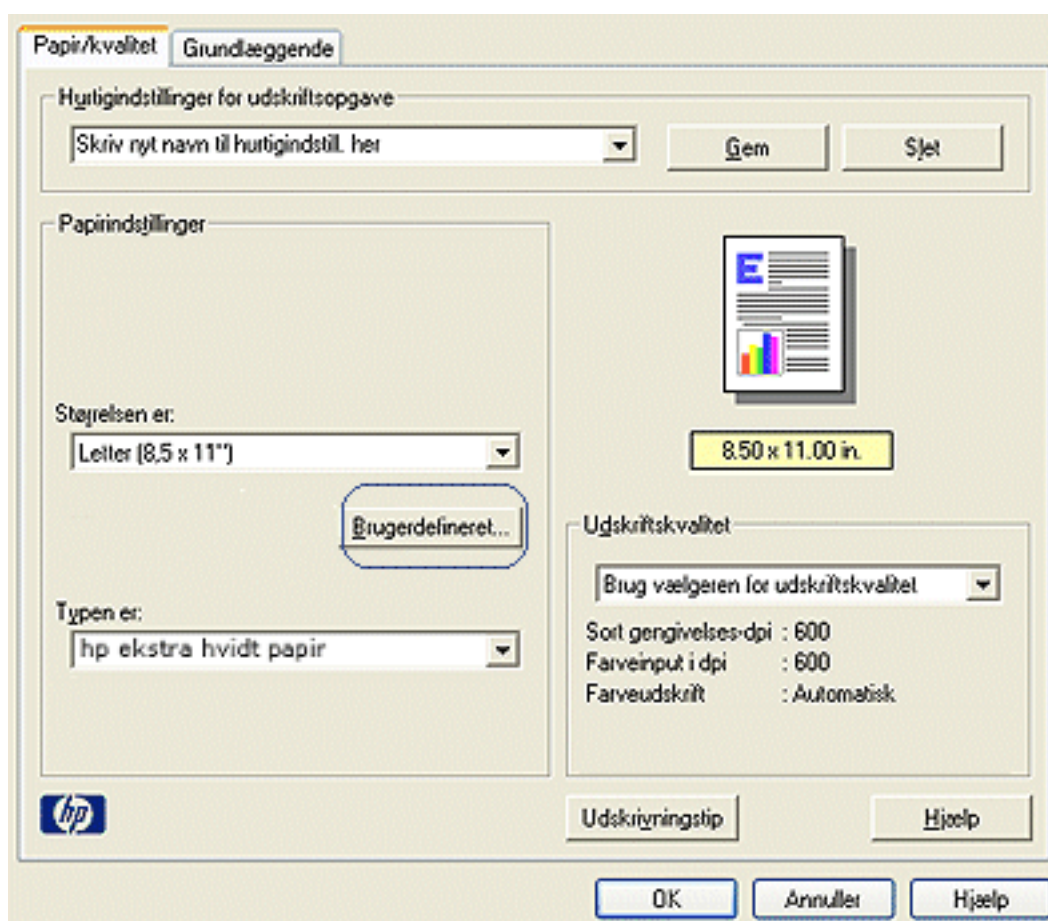 Papir/kvalitet
Grundlæggende
Hurtigindstillinger for udskriftsopgave
Skriv nyt navn til hurtigindstill. her
Gem
Slet
Papirindstillinger
E
Størrelsen er:
Letter (8,5 x 11")
8.50 x 11.00 in.
Brugerdefineret...
Udskriftskvalitet
Brug vælgeren for udskriftskvalitet
Typen er:
hp ekstra hvidt papir
Sort gengivelses-dpi : 600
Farveinput i dpi : 600
Farveudskrift : Automatisk
hp
Udskrivningstip
Hjælp
OK
Annuller
Hjælp